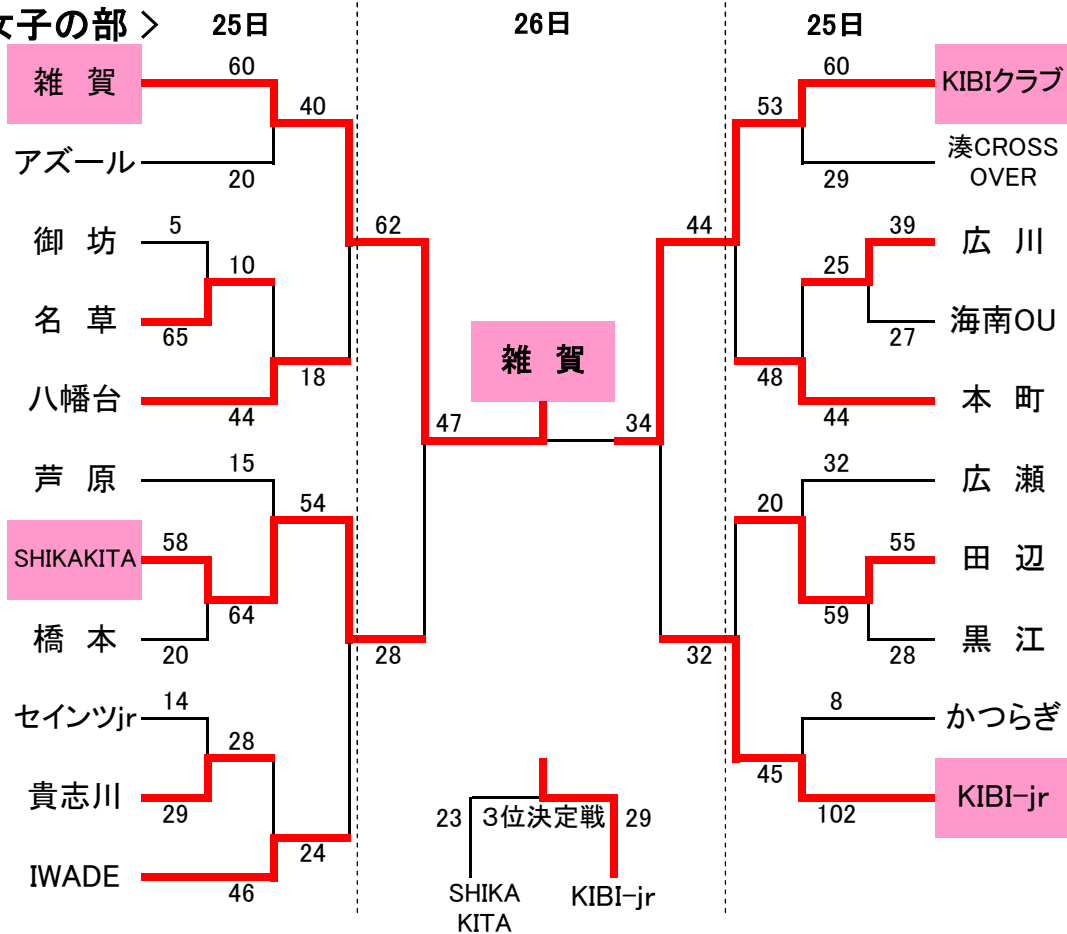 女子の部 >
25日
26日
25日
雑 賀
60
40
アズール
20
御 坊
5
62
10
名 草
65
18
八幡台
44
47
芦 原
15
54
SHIKAKITA
58
64
橋 本
20
28
セインツjr
14
28
貴志川
29
24
IWADE
46
雑 賀
34
23
3位決定戦
29
SHIKA
KITA
KIBI-jr
60
KIBIクラブ
53
湊CROSS
OVER
29
44
39
広 川
25
海南OU
27
48
本 町
44
32
広 瀬
20
55
田 辺
59
黒 江
28
32
8
かつらぎ
45
KIBI-jr
102